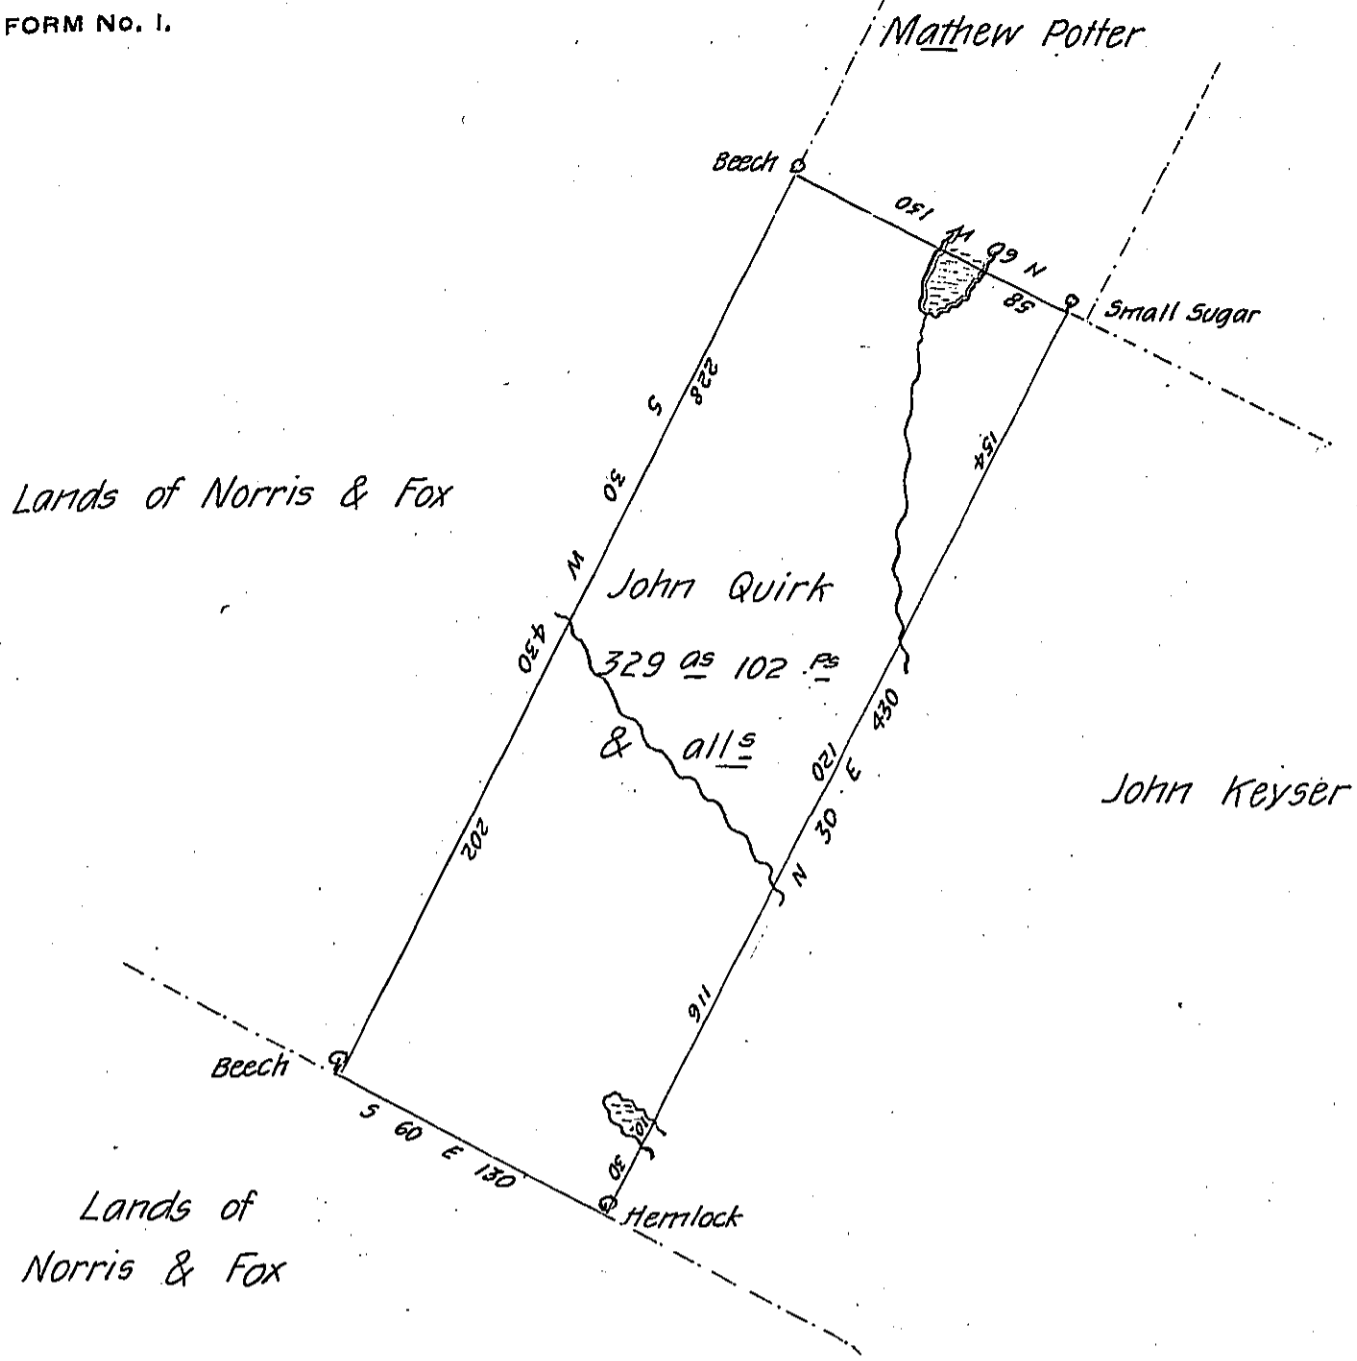 FORM No. 1.
Mathew Potter
Beech
130
N 60 W
58
Small Sugar
228
S 30 W
430
154
Lands of Norris & Fox
John Quirk
329 as 102 Ps
& alls
430
120
N 30 E
John Keyser
202
116
Beech
S 60 E 130
10
30
Hemlock
Lands of
Norris & Fox